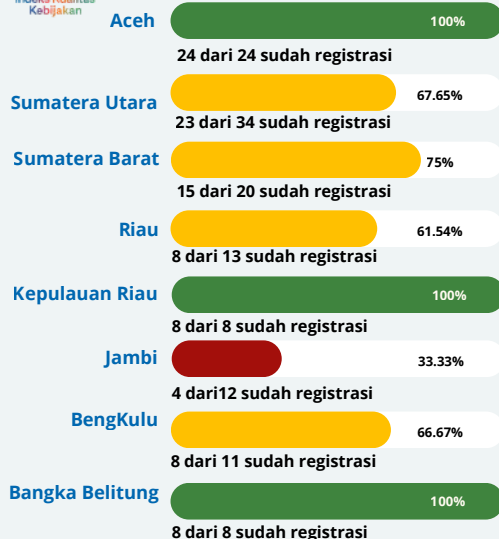 Indeks Kualitas
Kebijakan
Aceh
100%
24 dari 24 sudah registrasi
Sumatera Utara
67.65%
23 dari 34 sudah registrasi
Sumatera Barat
75%
15 dari 20 sudah registrasi
Riau
61.54%
8 dari 13 sudah registrasi
Kepulauan Riau
100%
8 dari 8 sudah registrasi
Jambi
33.33%
4 dari12 sudah registrasi
BengKulu
66.67%
8 dari 11 sudah registrasi
Bangka Belitung
100%
8 dari 8 sudah registrasi